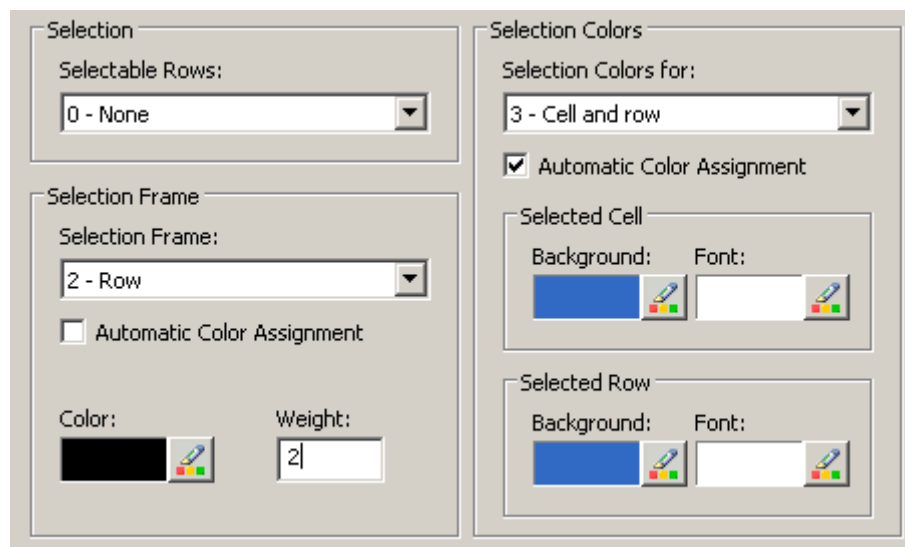 Selection
Selectable Rows:
0 - None
Selection Frame
Selection Frame:
2 - Row
Automatic Color Assignment
Color:
Weight:
2
Selection Colors
Selection Colors for:
3 - Cell and row
Automatic Color Assignment
Selected Cell
Background: Font:
Selected Row
Background: Font: